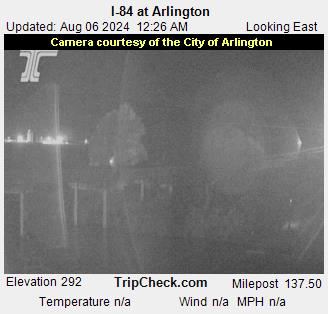 I-84 at Arlington
Updated: Aug 06 2024 12:26 AM Looking East
Camera courtesy of the City of Arlington
Elevation 292 TripCheck.com Milepost 137.50
Temperature n/a Wind n/a MPH n/a